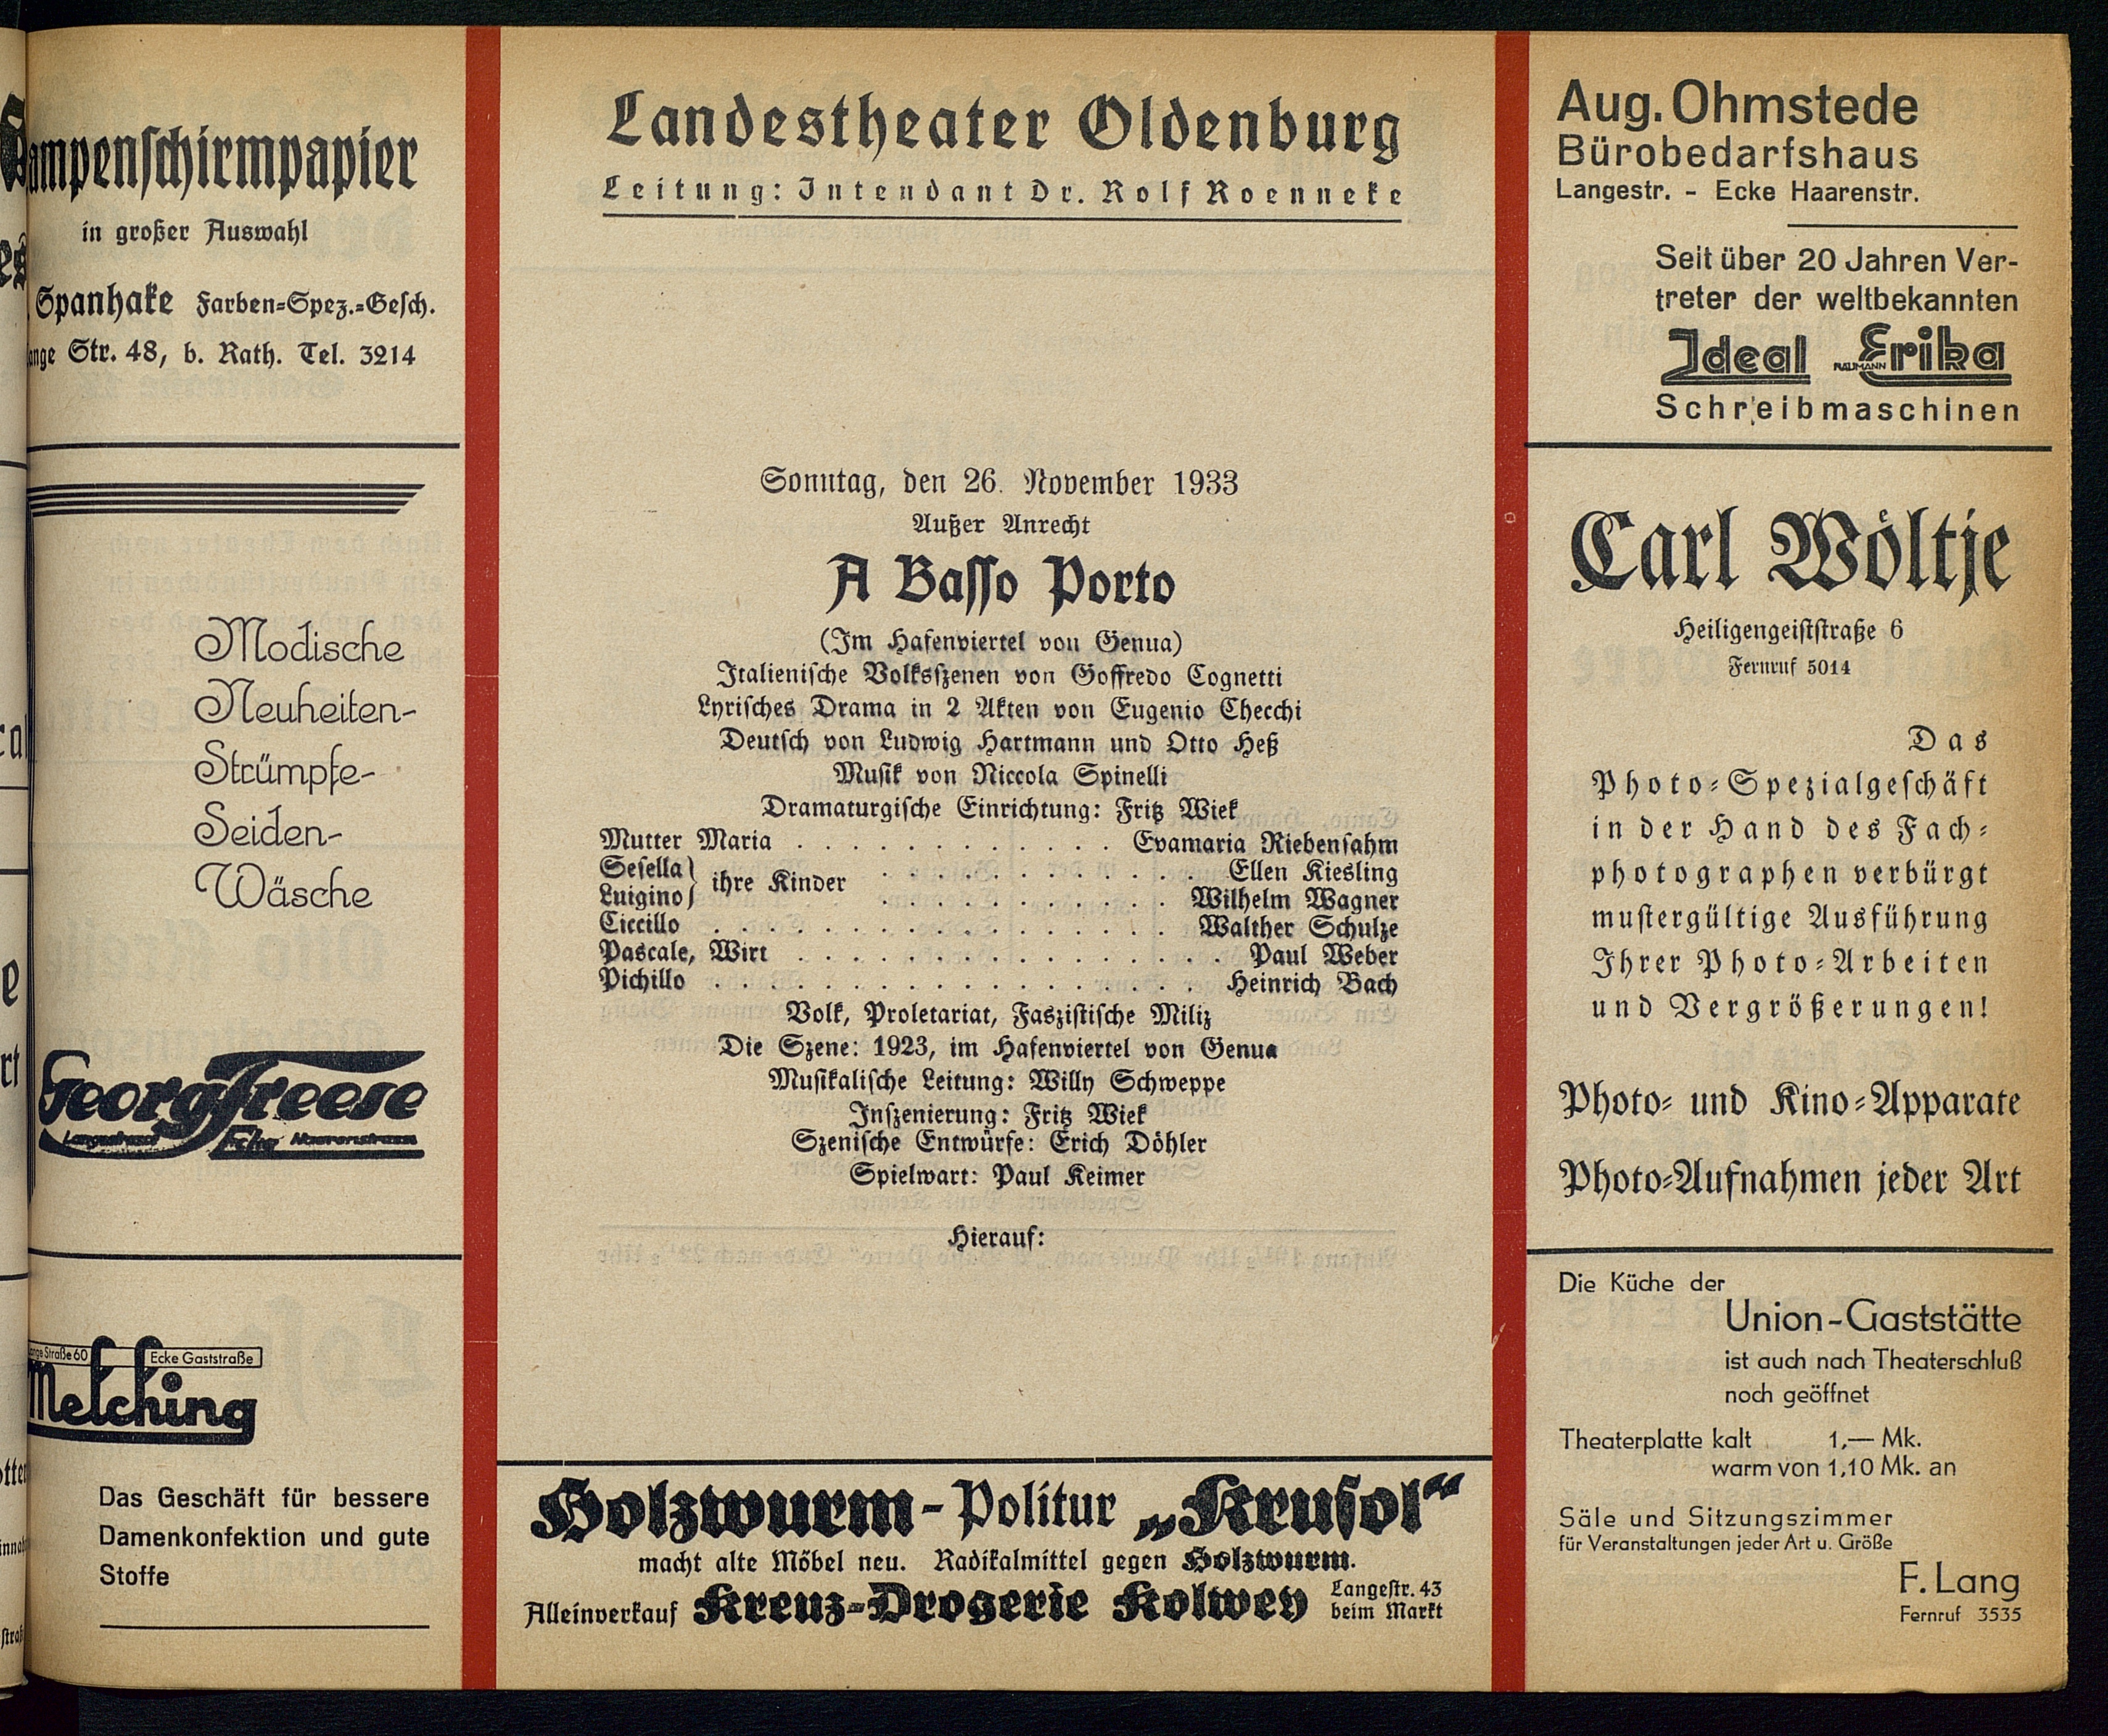 Lampenschirmpapier
in großer Auswahl
Spanhake Farben-Spez.-Gesch.
Lange Str. 48, b. Rath. Tel. 3214
Modische
Neuheiten-
Strümpfe-
Seiden-
Wäsche
Georg Freese
Langestrasse Ecke Haarenstrasse
Lange Straße 60 Ecke Gaststraße
Melching
Das Geschäft für bessere
Damenkonfektion und gute
Stoffe
Landestheater Oldenburg
Leitung: Intendant Dr. Rolf Roenneke
Sonntag, den 26. November 1933
Außer Anrecht
A Basso Porto
(Im Hafenviertel von Genua)
Italienische Volksszenen von Goffredo Cognetti
Lyrisches Drama in 2 Akten von Eugenio Checchi
Deutsch von Ludwig Hartmann und Otto Heß
Musik von Niccola Spinelli
Dramaturgische Einrichtung: Fritz Wiek
Mutter Maria . . . . . . . . . . . . Evamaria Riebensahm
Sesella } ihre Kinder . . . . . . . . . . . . Ellen Kiesling
Luigino } . . . . . . . . . . . Wilhelm Wagner
Ciccillo . . . . . . . . . . . . . . . . . Walther Schulze
Pascale, Wirt . . . . . . . . . . . . . . . . Paul Weber
Pichillo . . . . . . . . . . . . . . . . . . Heinrich Bach
Volk, Proletariat, Faszistische Miliz
Die Szene: 1923, im Hafenviertel von Genua
Musikalische Leitung: Willy Schweppe
Inszenierung: Fritz Wiek
Szenische Entwürfe: Erich Döhler
Spielwart: Paul Keimer
Hierauf:
Holzwurm-Politur „Krusol“
macht alte Möbel neu. Radikalmittel gegen Holzwurm.
Alleinverkauf Kreuz-Drogerie Kolwey Langestr. 43
beim Markt
Aug. Ohmstede
Bürobedarfshaus
Langestr. - Ecke Haarenstr.
Seit über 20 Jahren Ver-
treter der weltbekannten
Ideal NAUMANN Erika
Schreibmaschinen
Carl Wöltje
Heiligengeiststraße 6
Fernruf 5014
Das
Photo-Spezialgeschäft
in der Hand des Fach-
photographen verbürgt
mustergültige Ausführung
Ihrer Photo-Arbeiten
und Vergrößerungen!
Photo- und Kino-Apparate
Photo-Aufnahmen jeder Art
Die Küche der
Union-Gaststätte
ist auch nach Theaterschluß
noch geöffnet
Theaterplatte kalt 1,— Mk.
warm von 1,10 Mk. an
Säle und Sitzungszimmer
für Veranstaltungen jeder Art u. Größe
F. Lang
Fernruf 3535